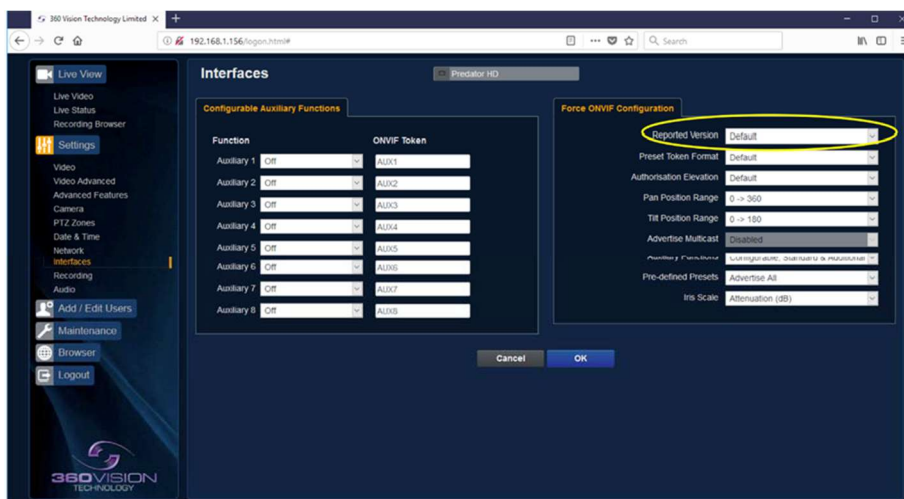 360 Vision Technology Limited
192.168.1.156/logon.html#
Search
Live View
Live Video
Live Status
Recording Browser
Settings
Video
Video Advanced
Advanced Features
Camera
PTZ Zones
Date & Time
Network
Interfaces
Recording
Audio
Add / Edit Users
Maintenance
Browser
Logout
360VISION
TECHNOLOGY
Interfaces
Predator HD
Configurable Auxiliary Functions
Function ONVIF Token
Auxiliary 1 Off AUX1
Auxiliary 2 Off AUX2
Auxiliary 3 Off AUX3
Auxiliary 4 Off AUX4
Auxiliary 5 Off AUX5
Auxiliary 6 Off AUX6
Auxiliary 7 Off AUX7
Auxiliary 8 Off AUX8
Force ONVIF Configuration
Reported Version Default
Preset Token Format Default
Authorisation Elevation Default
Pan Position Range 0 -> 360
Tilt Position Range 0 -> 180
Advertise Multicast Disabled
Auxiliary Functions Configurable, Standard & Additional
Pre-defined Presets Advertise All
Iris Scale Attenuation (dB)
Cancel OK